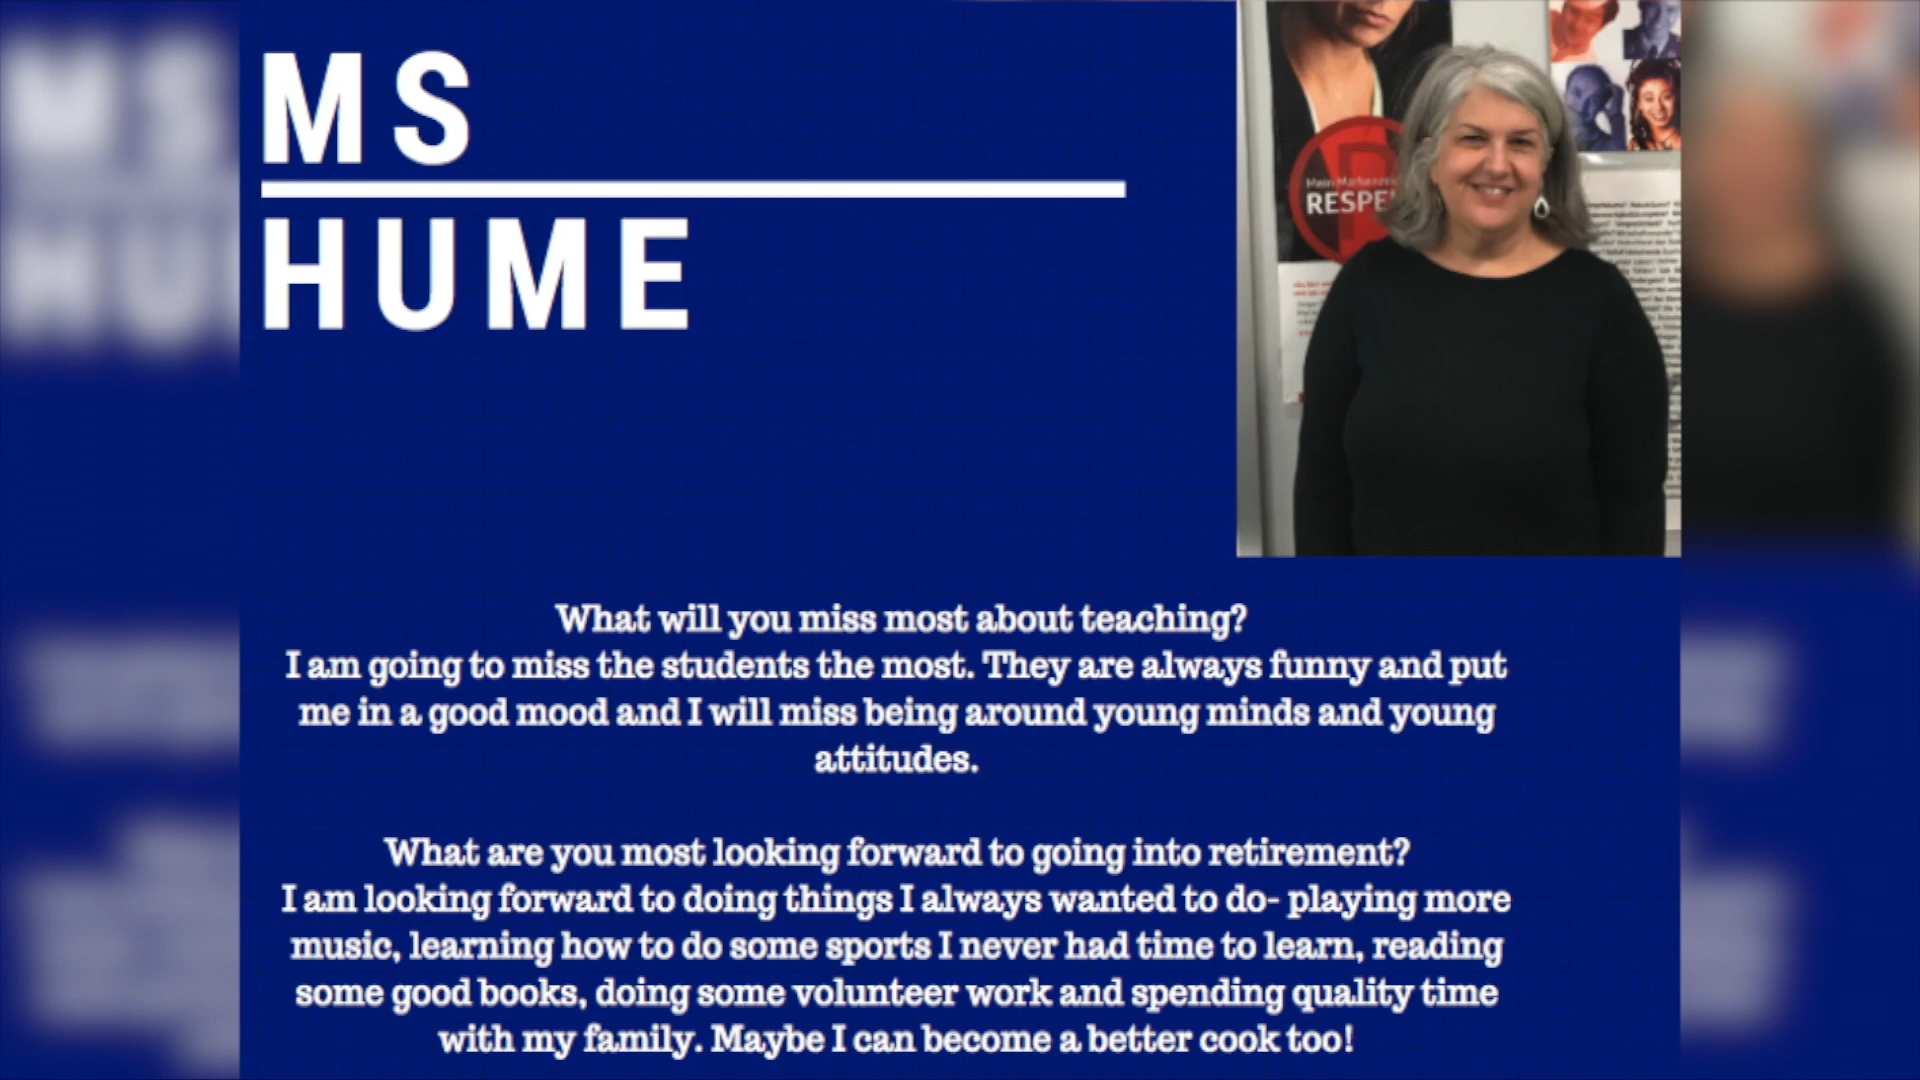 MS
HUME
Mein Markenzeichen
RESPE
What will you miss most about teaching?
I am going to miss the students the most. They are always funny and put
me in a good mood and I will miss being around young minds and young
attitudes.
What are you most looking forward to going into retirement?
I am looking forward to doing things I always wanted to do- playing more
music, learning how to do some sports I never had time to learn, reading
some good books, doing some volunteer work and spending quality time
with my family. Maybe I can become a better cook too!